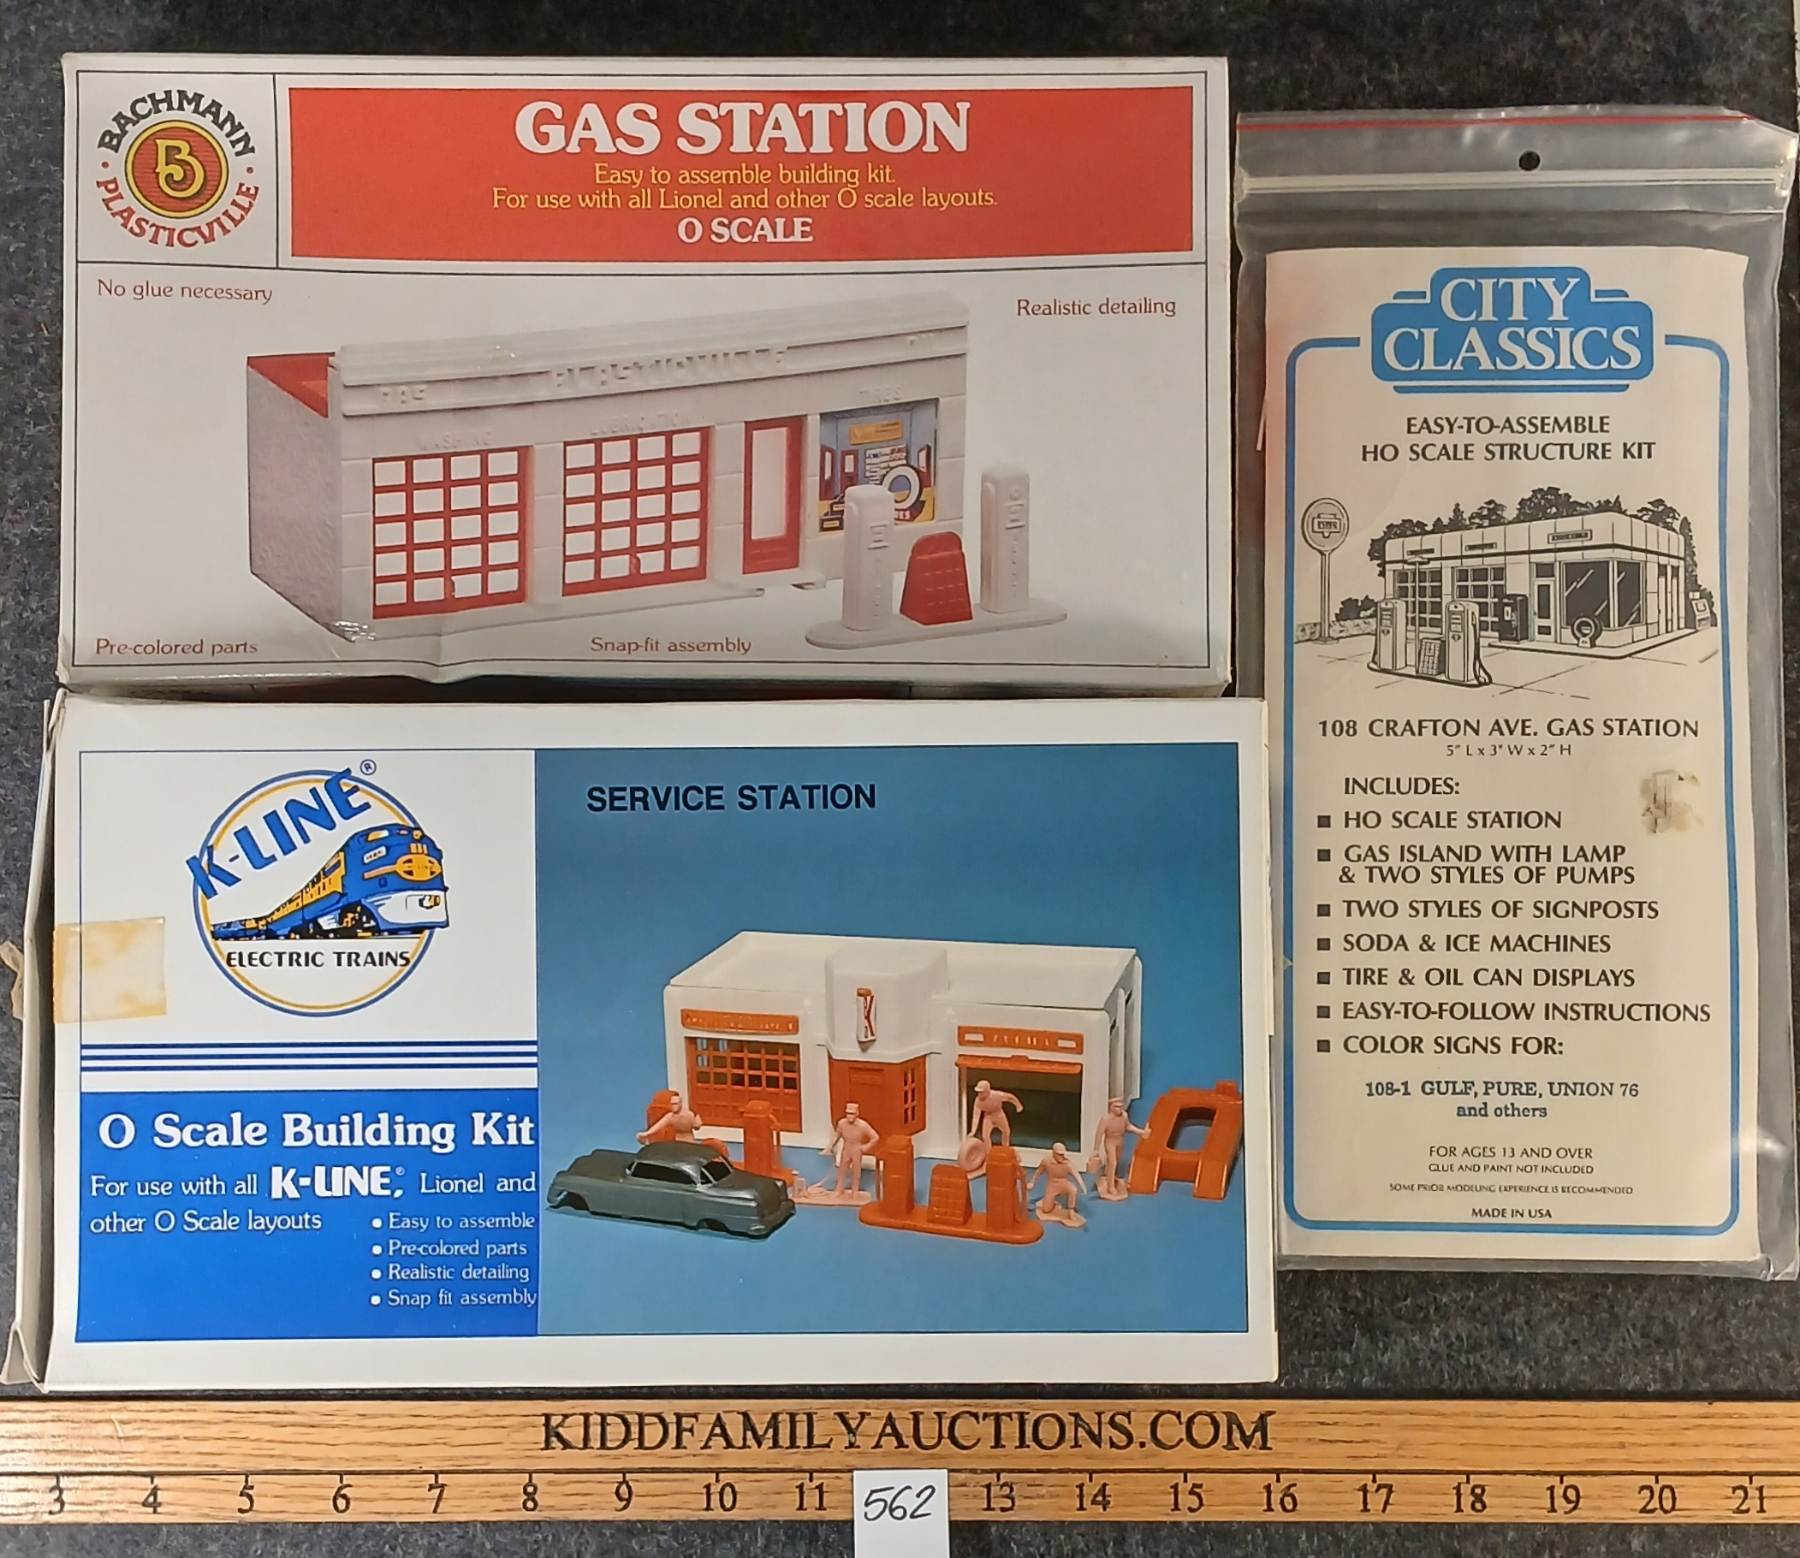 BACHMANN
B
PLASTICVILLE
GAS STATION
Easy to assemble building kit.
For use with all Lionel and other O scale layouts.
O SCALE
No glue necessary
Realistic detailing
GAS PLASTICVILLE OIL
WASHING LUBRICATION TIRES
Pre-colored parts
Snap-fit assembly
K-LINE®
ELECTRIC TRAINS
O Scale Building Kit
For use with all K-LINE,® Lionel and
other O Scale layouts
• Easy to assemble
• Pre-colored parts
• Realistic detailing
• Snap fit assembly
SERVICE STATION
K
CITY
CLASSICS
EASY-TO-ASSEMBLE
HO SCALE STRUCTURE KIT
108 CRAFTON AVE. GAS STATION
5" L x 3" W x 2" H
INCLUDES:
■ HO SCALE STATION
■ GAS ISLAND WITH LAMP
& TWO STYLES OF PUMPS
■ TWO STYLES OF SIGNPOSTS
■ SODA & ICE MACHINES
■ TIRE & OIL CAN DISPLAYS
■ EASY-TO-FOLLOW INSTRUCTIONS
■ COLOR SIGNS FOR:
108-1 GULF, PURE, UNION 76
and others
FOR AGES 13 AND OVER
GLUE AND PAINT NOT INCLUDED
SOME PRIOR MODELING EXPERIENCE IS RECOMMENDED
MADE IN USA
KIDDFAMILYAUCTIONS.COM
3 4 5 6 7 8 9 10 11 13 14 15 16 17 18 19 20 21
562